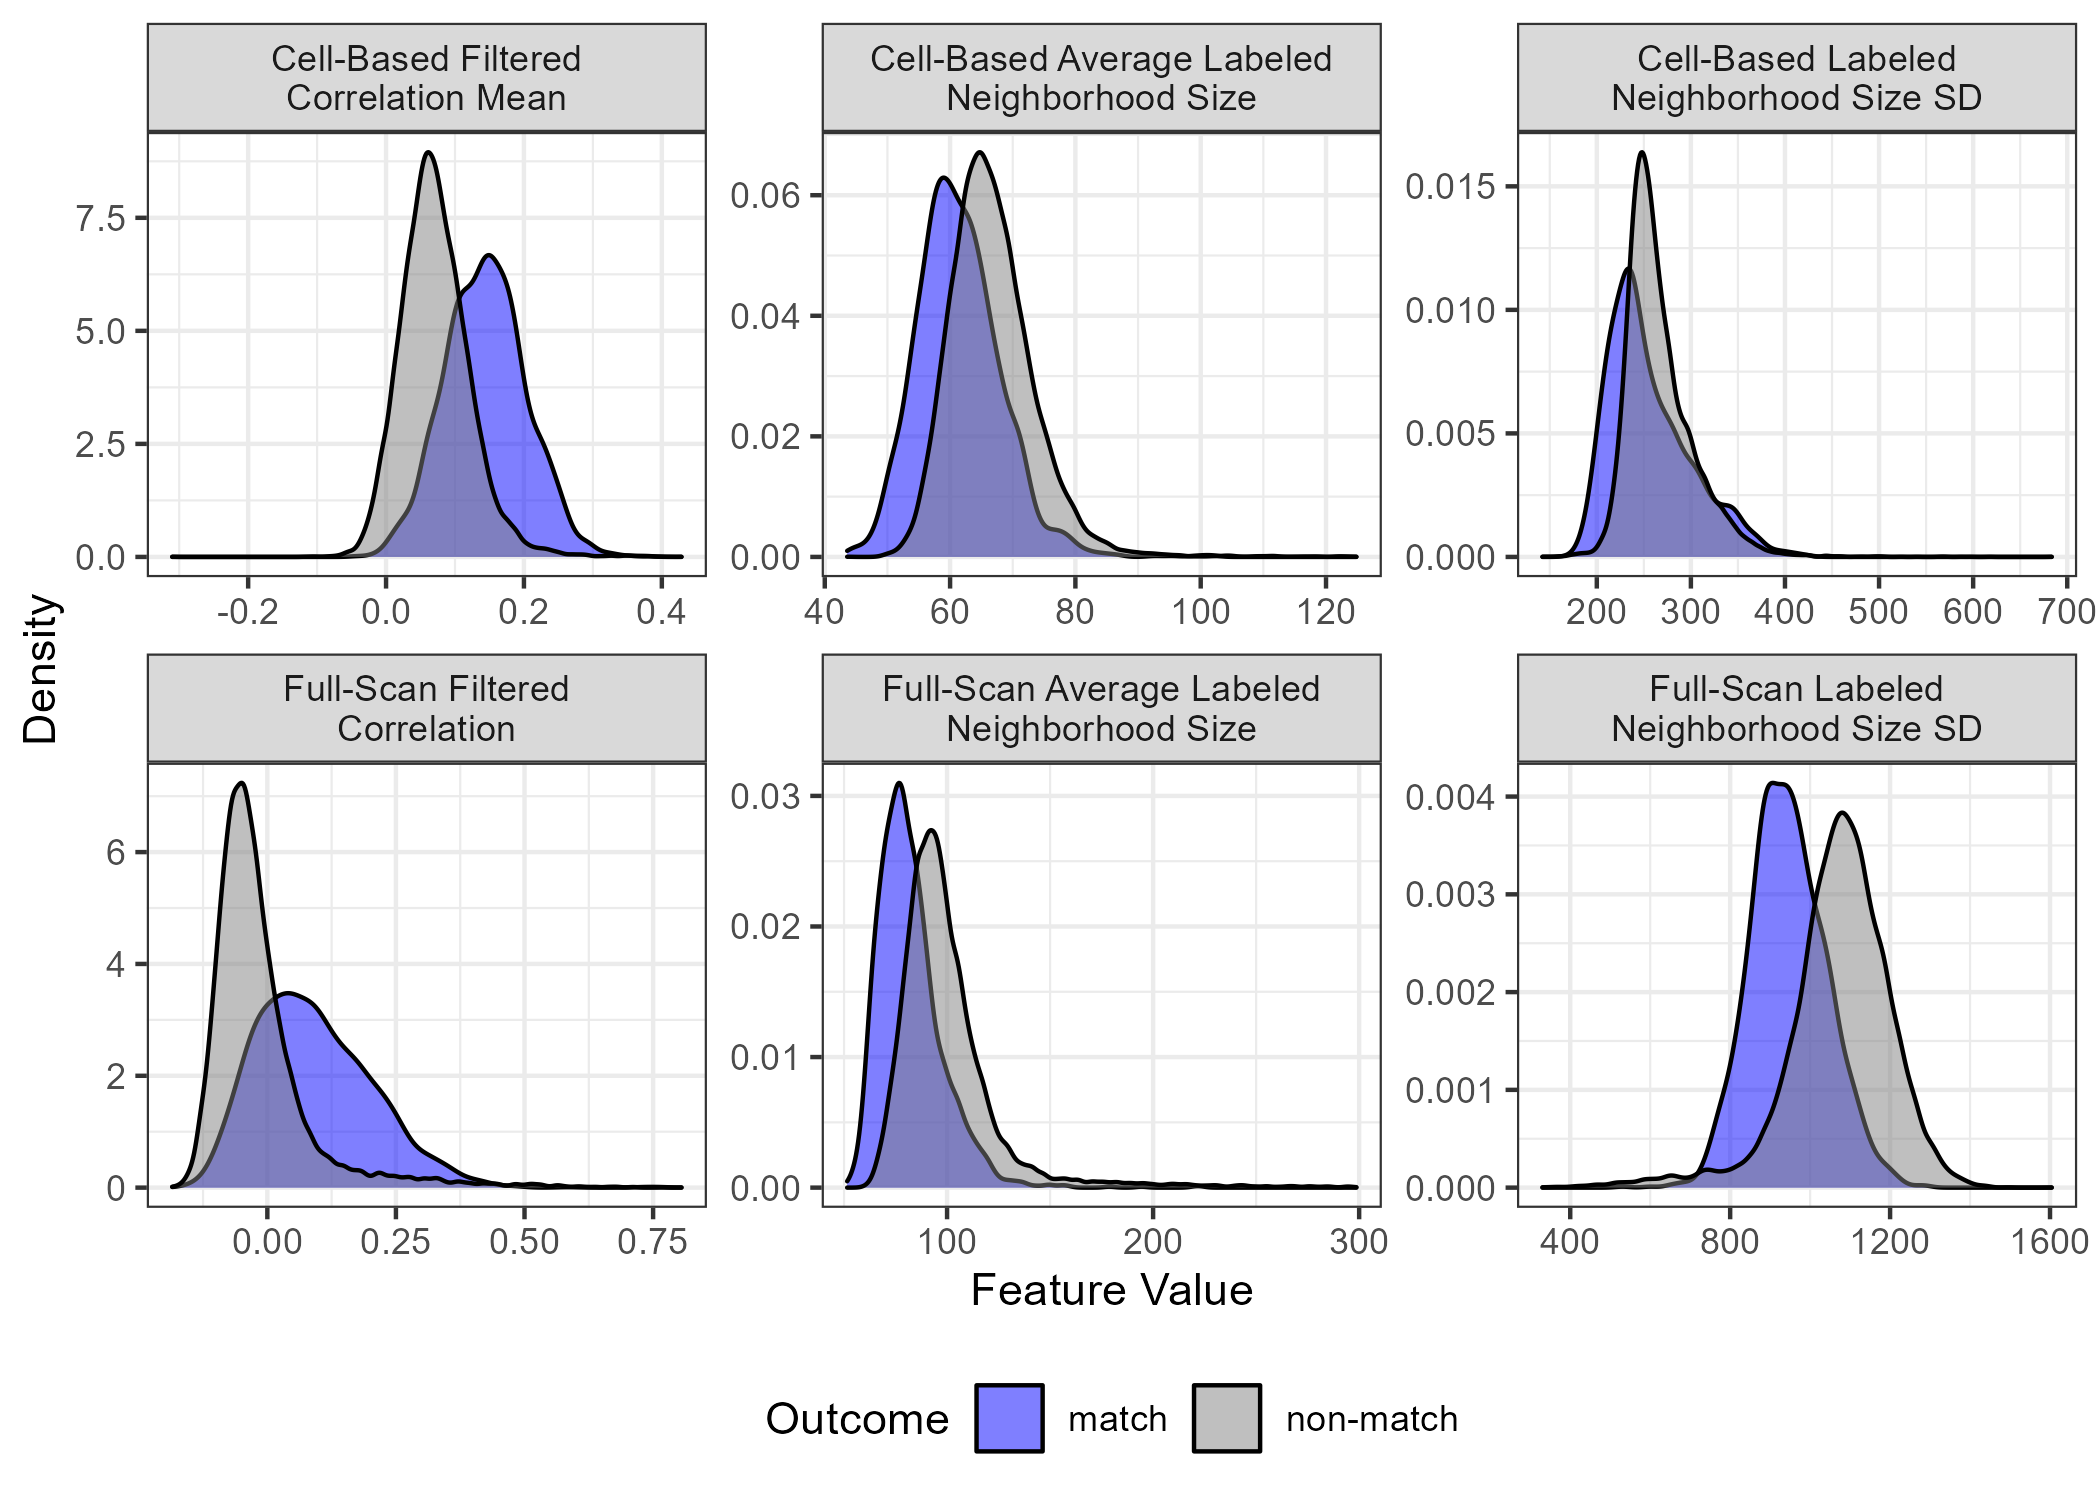 Cell-Based Filtered
Correlation Mean
Cell-Based Average Labeled
Neighborhood Size
Cell-Based Labeled
Neighborhood Size SD
7.5
5.0
2.5
0.0
-0.2 0.0 0.2 0.4
0.06
0.04
0.02
0.00
40 60 80 100 120
0.015
0.010
0.005
0.000
200 300 400 500 600 700
Density
Full-Scan Filtered
Correlation
Full-Scan Average Labeled
Neighborhood Size
Full-Scan Labeled
Neighborhood Size SD
6
4
2
0
0.00 0.25 0.50 0.75
0.03
0.02
0.01
0.00
100 200 300
0.004
0.003
0.002
0.001
0.000
400 800 1200 1600
Feature Value
Outcome match non-match